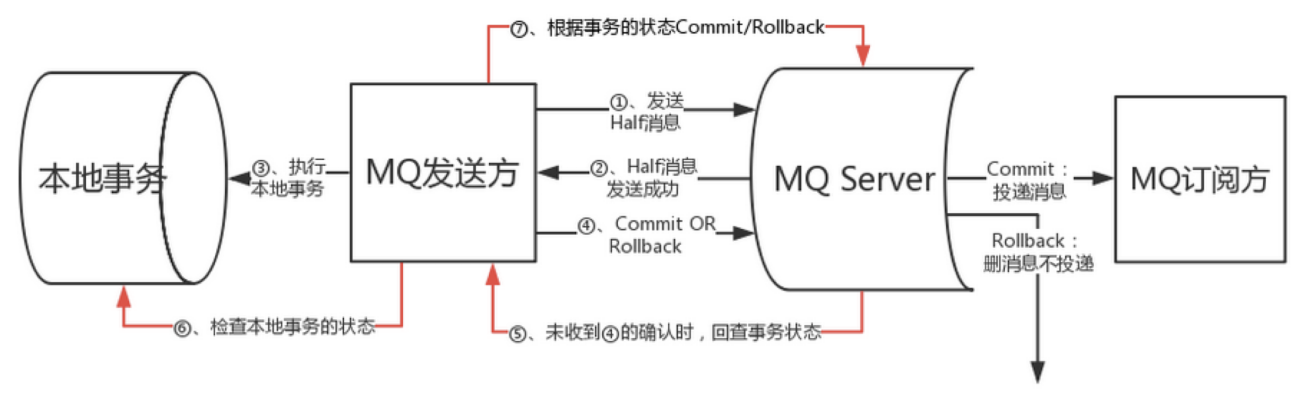 ⑦、根据事务的状态Commit/Rollback
①、发送
Half消息
本地事务
③、执行
本地事务
MQ发送方
②、Half消息
发送成功
MQ Server
Commit：
投递消息
MQ订阅方
④、Commit OR
Rollback
Rollback：
删消息不投递
⑥、检查本地事务的状态
⑤、未收到④的确认时，回查事务状态